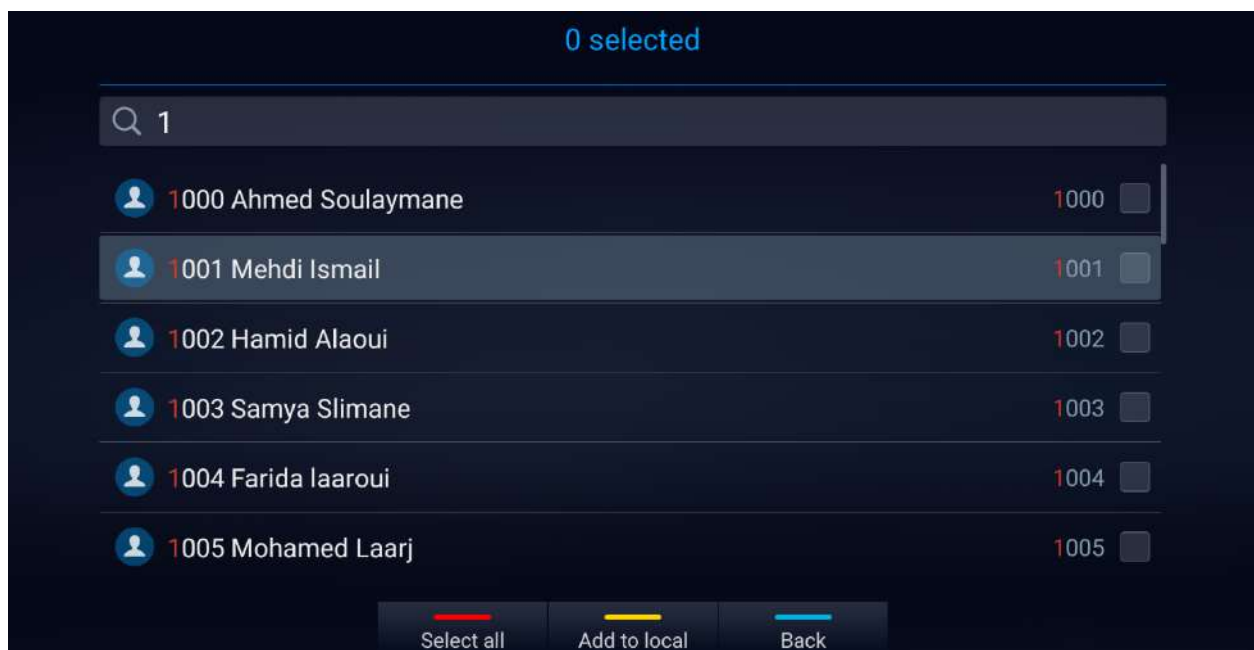 0 selected
1
1000 Ahmed Soulaymane 1000
1001 Mehdi Ismail 1001
1002 Hamid Alaoui 1002
1003 Samya Slimane 1003
1004 Farida laaroui 1004
1005 Mohamed Laarj 1005
Select all Add to local Back